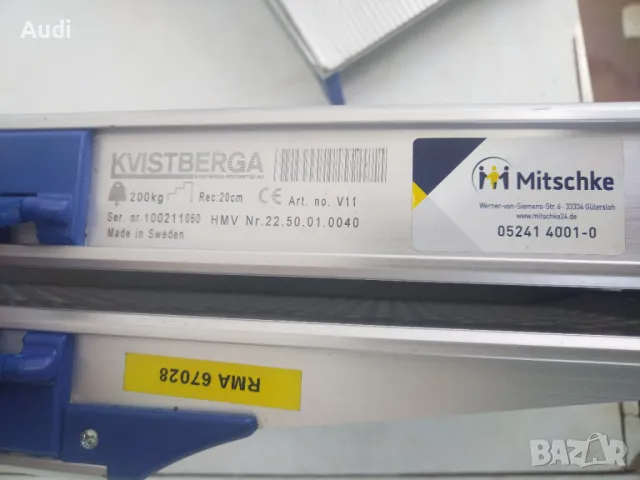 Audi
KVISTBERGA
200kg Rec:20cm CE Art. no. V11
Ser. nr.100211060 HMV Nr.22.50.01.0040
Made in Sweden
Mitschke
Werner-von-Siemens-Str. 6 · 33334 Gütersloh
www.mitschke24.de
05241 4001-0
RMA 67028
bazar